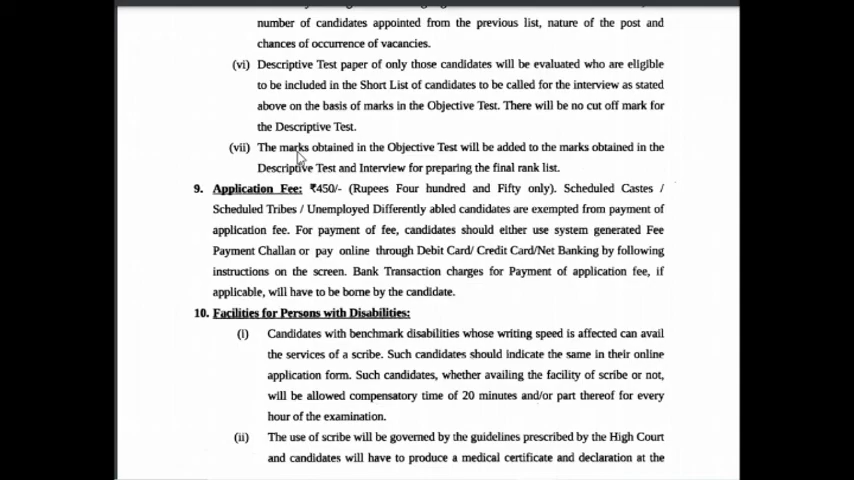 number of candidates appointed from the previous list, nature of the post and
chances of occurrence of vacancies.
(vi) Descriptive Test paper of only those candidates will be evaluated who are eligible
to be included in the Short List of candidates to be called for the interview as stated
above on the basis of marks in the Objective Test. There will be no cut off mark for
the Descriptive Test.
(vii) The marks obtained in the Objective Test will be added to the marks obtained in the
Descriptive Test and Interview for preparing the final rank list.
9. Application Fee: ₹450/- (Rupees Four hundred and Fifty only). Scheduled Castes /
Scheduled Tribes / Unemployed Differently abled candidates are exempted from payment of
application fee. For payment of fee, candidates should either use system generated Fee
Payment Challan or pay online through Debit Card/ Credit Card/Net Banking by following
instructions on the screen. Bank Transaction charges for Payment of application fee, if
applicable, will have to be borne by the candidate.
10. Facilities for Persons with Disabilities:
(i) Candidates with benchmark disabilities whose writing speed is affected can avail
the services of a scribe. Such candidates should indicate the same in their online
application form. Such candidates, whether availing the facility of scribe or not,
will be allowed compensatory time of 20 minutes and/or part thereof for every
hour of the examination.
(ii) The use of scribe will be governed by the guidelines prescribed by the High Court
and candidates will have to produce a medical certificate and declaration at the